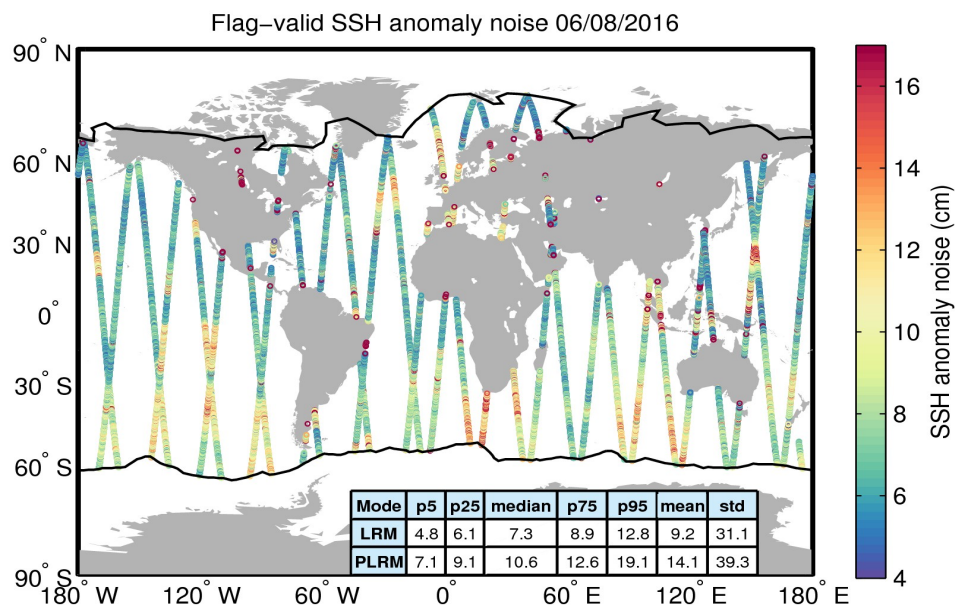 Flag−valid SSH anomaly noise 06/08/2016
90° N
60° N
30° N
0°
30° S
60° S
90° S
180° W
120° W
60° W
0°
60° E
120° E
180° E
16
14
12
10
8
6
4
SSH anomaly noise (cm)
Mode p5 p25 median p75 p95 mean std
LRM 4.8 6.1 7.3 8.9 12.8 9.2 31.1
PLRM 7.1 9.1 10.6 12.6 19.1 14.1 39.3